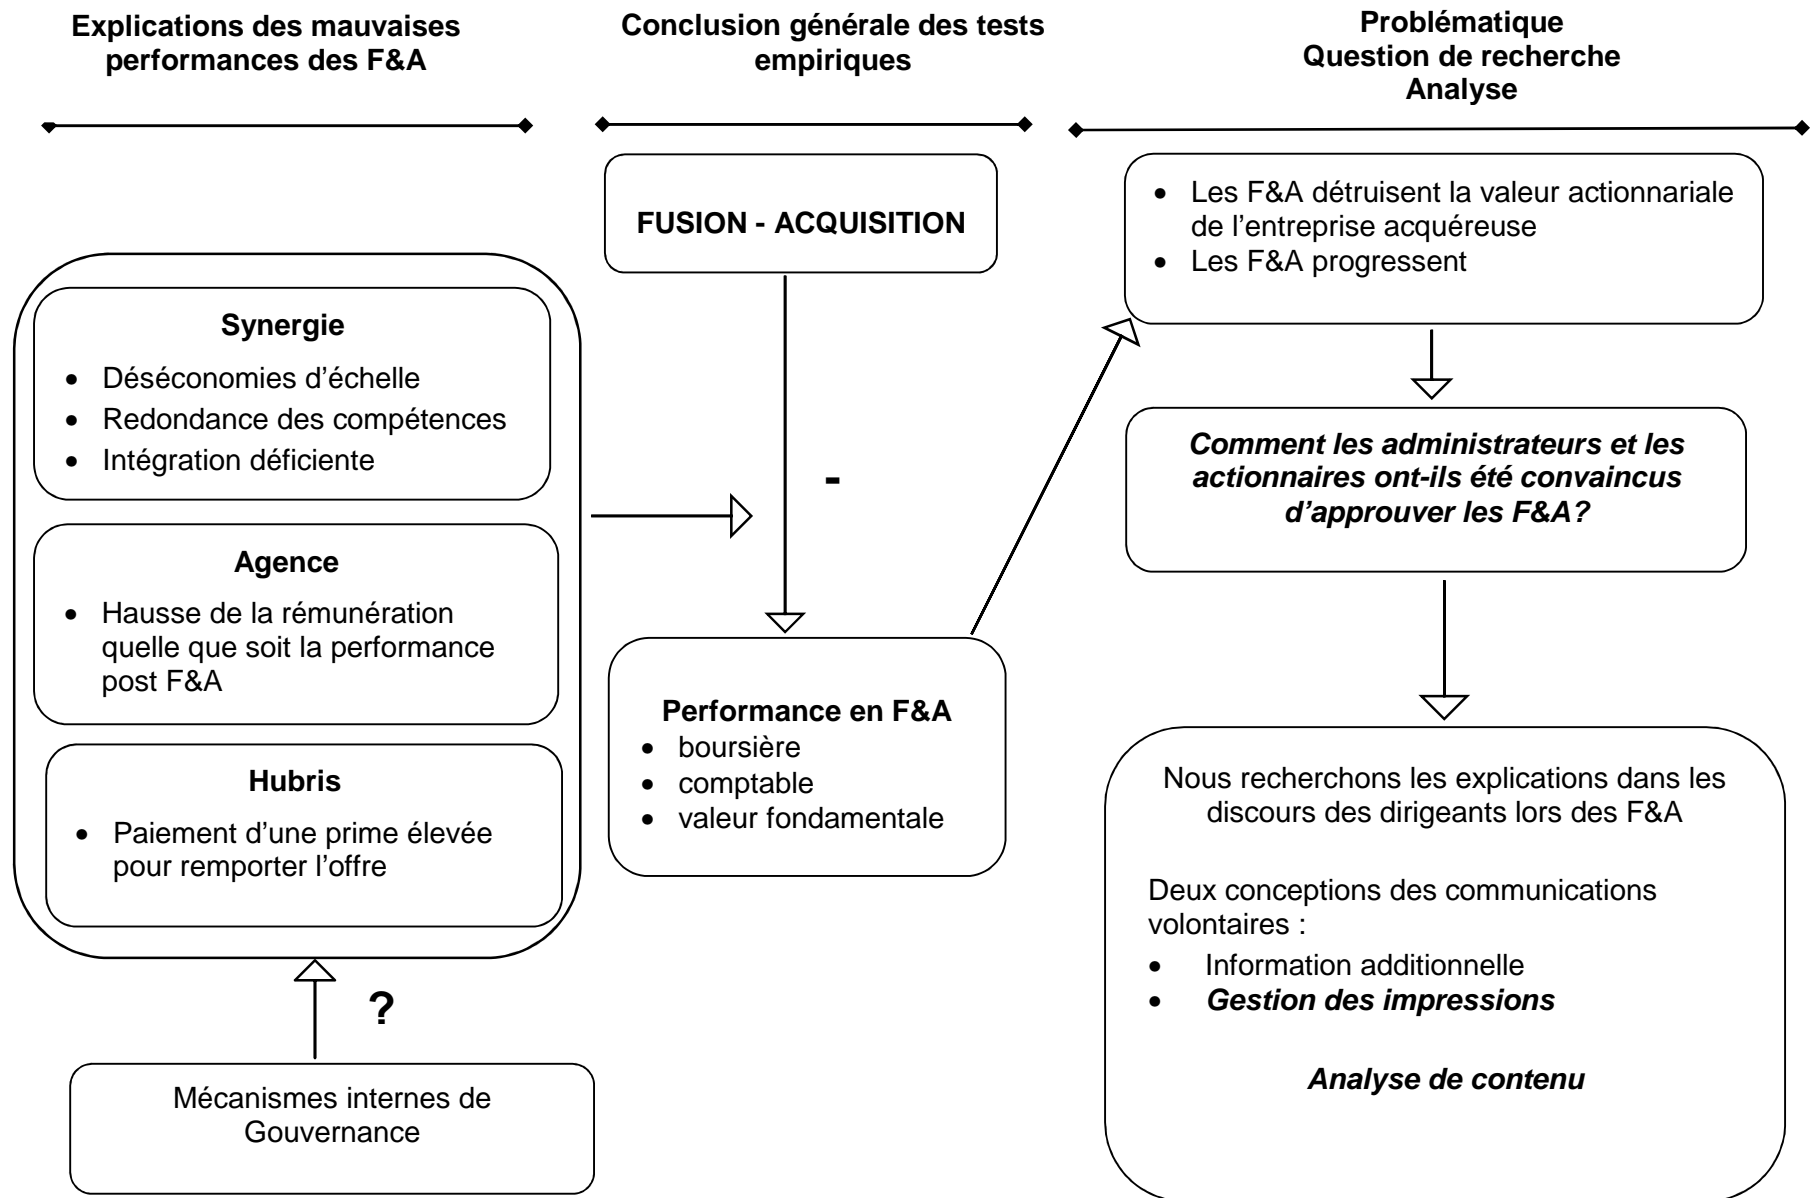 Explications des mauvaises
performances des F&A
Conclusion générale des tests
empiriques
Problématique
Question de recherche
Analyse
Synergie
• Déséconomies d'échelle
• Redondance des compétences
• Intégration déficiente
Agence
• Hausse de la rémunération
quelle que soit la performance
post F&A
Hubris
• Paiement d'une prime élevée
pour remporter l'offre
?
Mécanismes internes de
Gouvernance
FUSION - ACQUISITION
-
Performance en F&A
• boursière
• comptable
• valeur fondamentale
• Les F&A détruisent la valeur actionnariale
de l'entreprise acquéreuse
• Les F&A progressent
Comment les administrateurs et les
actionnaires ont-ils été convaincus
d'approuver les F&A?
Nous recherchons les explications dans les
discours des dirigeants lors des F&A
Deux conceptions des communications
volontaires :
• Information additionnelle
• Gestion des impressions
Analyse de contenu